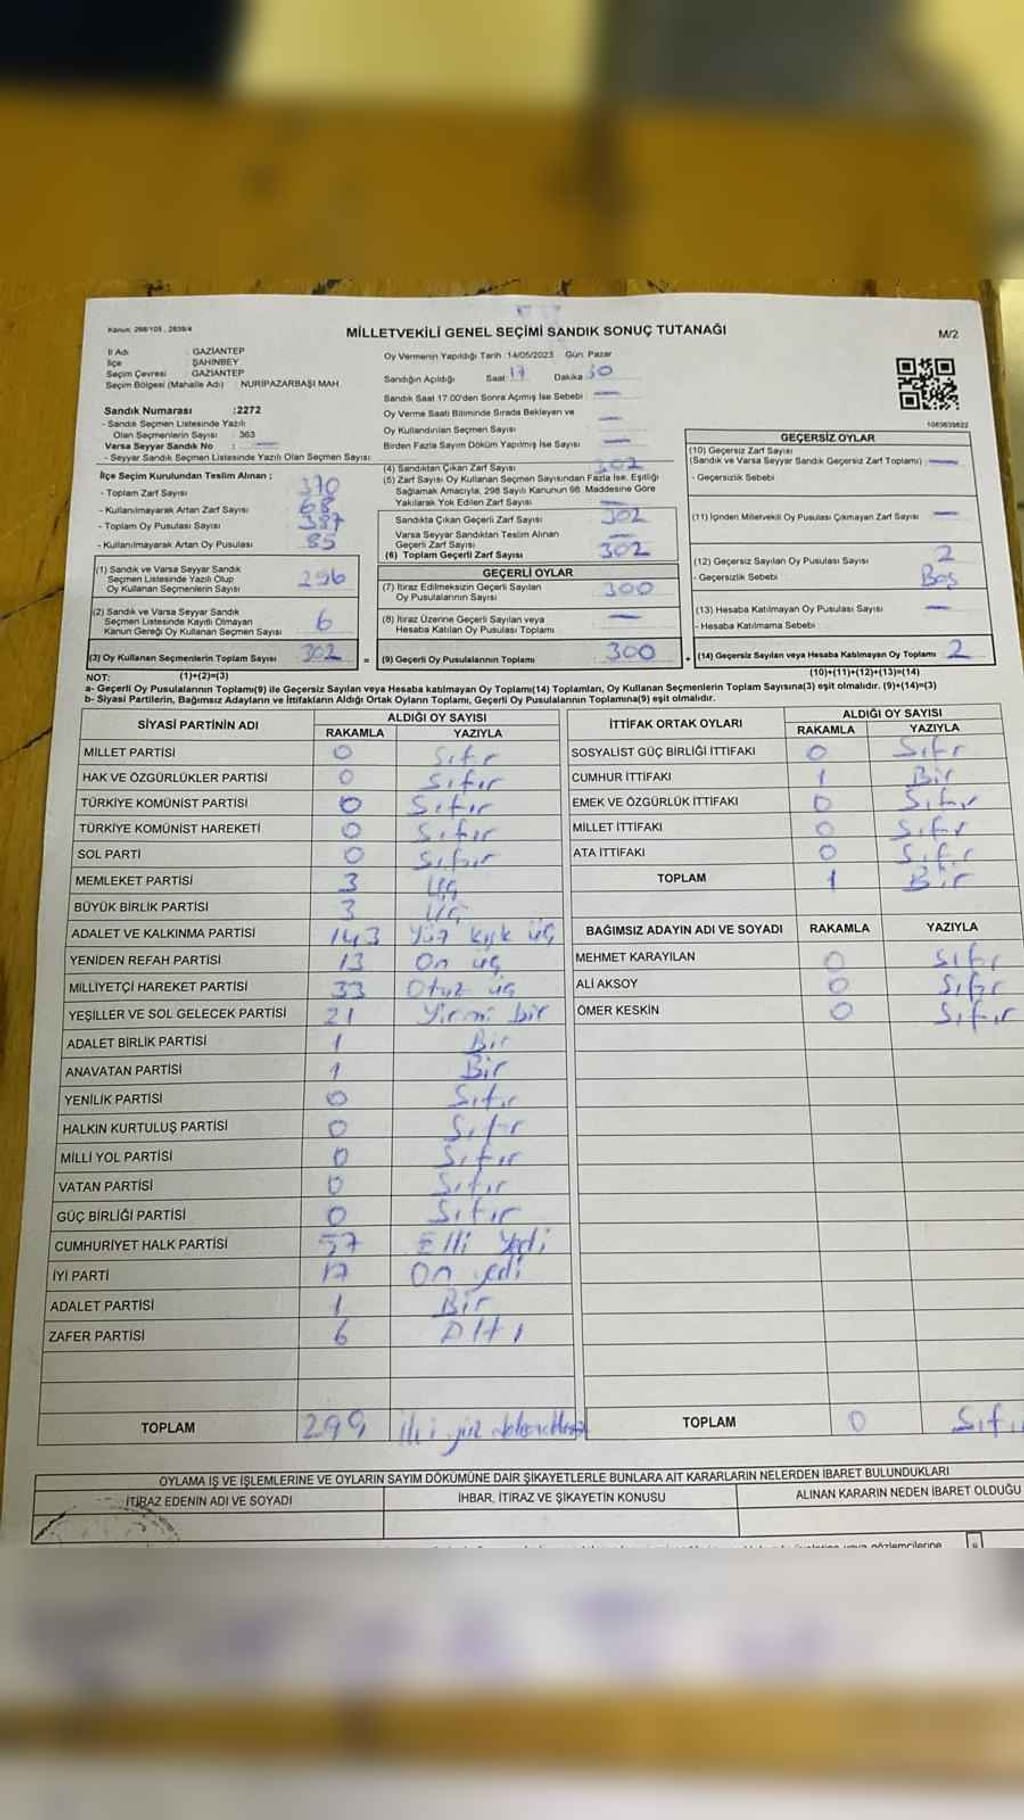 Kanun: 298/105, 2839/4
MİLLETVEKİLİ GENEL SEÇİMİ SANDIK SONUÇ TUTANAĞI
M/2
İl Adı : GAZİANTEP
İlçe : ŞAHİNBEY
Seçim Çevresi : GAZİANTEP
Seçim Bölgesi (Mahalle Adı) : NURİPAZARBAŞI MAH
Sandık Numarası :2272
- Sandık Seçmen Listesinde Yazılı
Olan Seçmenlerin Sayısı : 363
Varsa Seyyar Sandık No : —
- Seyyar Sandık Seçmen Listesinde Yazılı Olan Seçmen Sayısı:
Oy Vermenin Yapıldığı Tarih :14/05/2023 Gün: Pazar
Sandığın Açıldığı Saat: 17 Dakika: 30
Sandık Saat 17.00'den Sonra Açılmış İse Sebebi : —
Oy Verme Saati Bitiminde Sırada Bekleyen ve
Oy Kullandırılan Seçmen Sayısı : —
Birden Fazla Sayım Döküm Yapılmış İse Sayısı : —
İlçe Seçim Kurulundan Teslim Alınan ;
- Toplam Zarf Sayısı : 370
- Kullanılmayarak Artan Zarf Sayısı : 68
- Toplam Oy Pusulası Sayısı : 387
- Kullanılmayarak Artan Oy Pusulası : 85
(1) Sandık ve Varsa Seyyar Sandık
Seçmen Listesinde Yazılı Olup
Oy Kullanan Seçmenlerin Sayısı : 296
(2) Sandık ve Varsa Seyyar Sandık
Seçmen Listesinde Kayıtlı Olmayan
Kanun Gereği Oy Kullanan Seçmen Sayısı : 6
(3) Oy Kullanan Seçmenlerin Toplam Sayısı : 302
(4) Sandıktan Çıkan Zarf Sayısı : 302
(5) Zarf Sayısı Oy Kullanan Seçmen Sayısından Fazla İse, Eşitliği
Sağlamak Amacıyla, 298 Sayılı Kanunun 98. Maddesine Göre
Yakılarak Yok Edilen Zarf Sayısı : —
Sandıkta Çıkan Geçerli Zarf Sayısı : 302
Varsa Seyyar Sandıktan Teslim Alınan
Geçerli Zarf Sayısı : —
(6) Toplam Geçerli Zarf Sayısı : 302
GEÇERLİ OYLAR
(7) İtiraz Edilmeksizin Geçerli Sayılan
Oy Pusulalarının Sayısı : 300
(8) İtiraz Üzerine Geçerli Sayılan veya
Hesaba Katılan Oy Pusulası Toplamı : —
= (9) Geçerli Oy Pusulalarının Toplamı : 300
1063639622
GEÇERSİZ OYLAR
(10) Geçersiz Zarf Sayısı
(Sandık ve Varsa Seyyar Sandık Geçersiz Zarf Toplamı) : —
- Geçersizlik Sebebi :
(11) İçinden Milletvekili Oy Pusulası Çıkmayan Zarf Sayısı : —
(12) Geçersiz Sayılan Oy Pusulası Sayısı : 2
- Geçersizlik Sebebi : Boş
(13) Hesaba Katılmayan Oy Pusulası Sayısı : —
- Hesaba Katılmama Sebebi :
+ (14) Geçersiz Sayılan veya Hesaba Katılmayan Oy Toplamı : 2
NOT: (1)+(2)=(3) (10)+(11)+(12)+(13)=(14)
a- Geçerli Oy Pusulalarının Toplamı(9) ile Geçersiz Sayılan veya Hesaba katılmayan Oy Toplamı(14) Toplamları, Oy Kullanan Seçmenlerin Toplam Sayısına(3) eşit olmalıdır. (9)+(14)=(3)
b- Siyasi Partilerin, Bağımsız Adayların ve İttifakların Aldığı Ortak Oyların Toplamı, Geçerli Oy Pusulalarının Toplamına(9) eşit olmalıdır.
SİYASİ PARTİNİN ADI ALDIĞI OY SAYISI
RAKAMLA YAZIYLA
MİLLET PARTİSİ 0 Sıfır
HAK VE ÖZGÜRLÜKLER PARTİSİ 0 Sıfır
TÜRKİYE KOMÜNİST PARTİSİ 0 Sıfır
TÜRKİYE KOMÜNİST HAREKETİ 0 Sıfır
SOL PARTİ 0 Sıfır
MEMLEKET PARTİSİ 3 Üç
BÜYÜK BİRLİK PARTİSİ 3 Üç
ADALET VE KALKINMA PARTİSİ 143 Yüz kırk üç
YENİDEN REFAH PARTİSİ 13 On üç
MİLLİYETÇİ HAREKET PARTİSİ 33 Otuz üç
YEŞİLLER VE SOL GELECEK PARTİSİ 21 Yirmi bir
ADALET BİRLİK PARTİSİ 1 Bir
ANAVATAN PARTİSİ 1 Bir
YENİLİK PARTİSİ 0 Sıfır
HALKIN KURTULUŞ PARTİSİ 0 Sıfır
MİLLİ YOL PARTİSİ 0 Sıfır
VATAN PARTİSİ 0 Sıfır
GÜÇ BİRLİĞİ PARTİSİ 0 Sıfır
CUMHURİYET HALK PARTİSİ 57 Elli yedi
İYİ PARTİ 17 On yedi
ADALET PARTİSİ 1 Bir
ZAFER PARTİSİ 6 Altı
TOPLAM 299 İki yüz
İTTİFAK ORTAK OYLARI ALDIĞI OY SAYISI
RAKAMLA YAZIYLA
SOSYALİST GÜÇ BİRLİĞİ İTTİFAKI 0 Sıfır
CUMHUR İTTİFAKI 1 Bir
EMEK VE ÖZGÜRLÜK İTTİFAKI 0 Sıfır
MİLLET İTTİFAKI 0 Sıfır
ATA İTTİFAKI 0 Sıfır
TOPLAM 1 Bir
BAĞIMSIZ ADAYIN ADI VE SOYADI RAKAMLA YAZIYLA
MEHMET KARAYILAN 0 Sıfır
ALİ AKSOY 0 Sıfır
ÖMER KESKİN 0 Sıfır
TOPLAM 0 Sıfı
OYLAMA İŞ VE İŞLEMLERİNE VE OYLARIN SAYIM DÖKÜMÜNE DAİR ŞİKAYETLERLE BUNLARA AİT KARARLARIN NELERDEN İBARET BULUNDUKLARI
İTİRAZ EDENİN ADI VE SOYADI İHBAR, İTİRAZ VE ŞİKAYETİN KONUSU ALINAN KARARIN NEDEN İBARET OLDUĞU